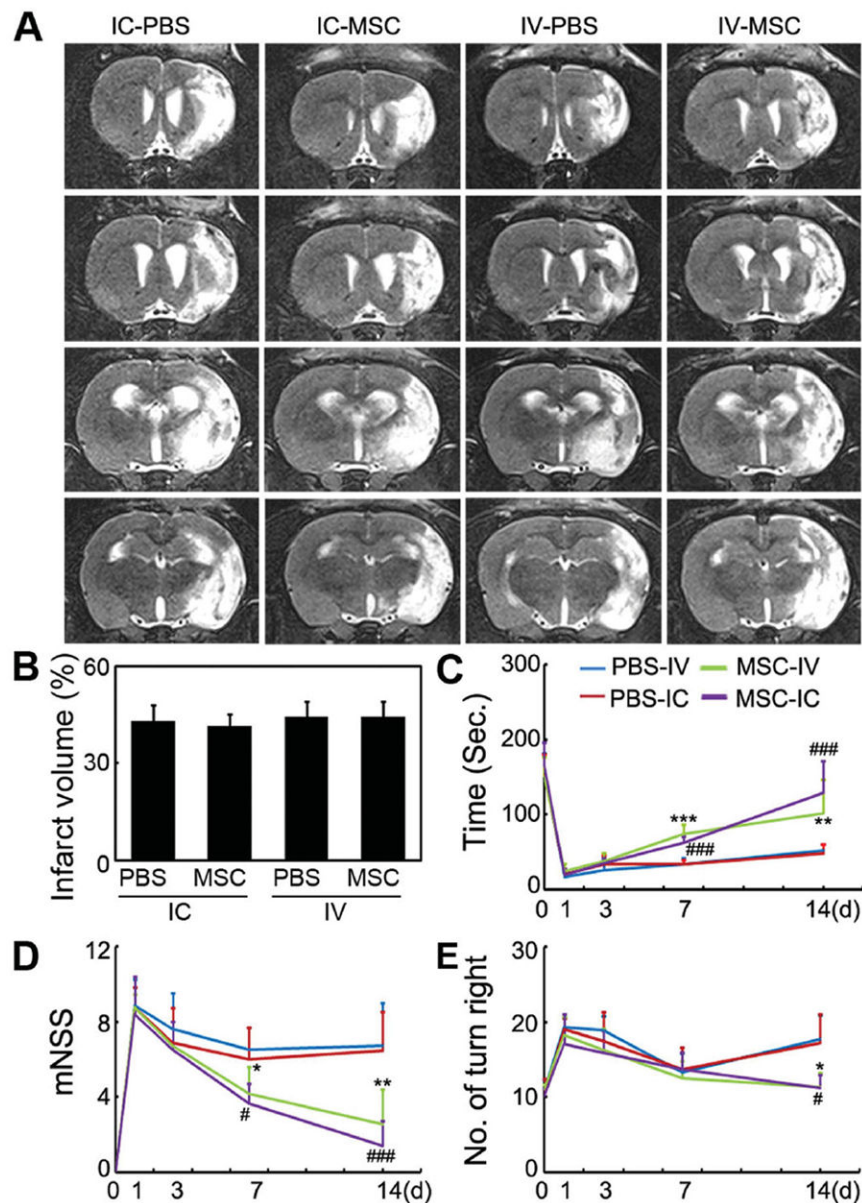 A
IC-PBS IC-MSC IV-PBS IV-MSC
B
Infarct volume (%)
60
30
0
PBS MSC PBS MSC
IC IV
C
PBS-IV MSC-IV
PBS-IC MSC-IC
Time (Sec.)
300
200
100
0
***
###
###
**
0 1 3 7 14(d)
D
mNSS
12
8
4
0
*
#
**
###
0 1 3 7 14(d)
E
No. of turn right
30
20
10
0
*
#
0 1 3 7 14(d)